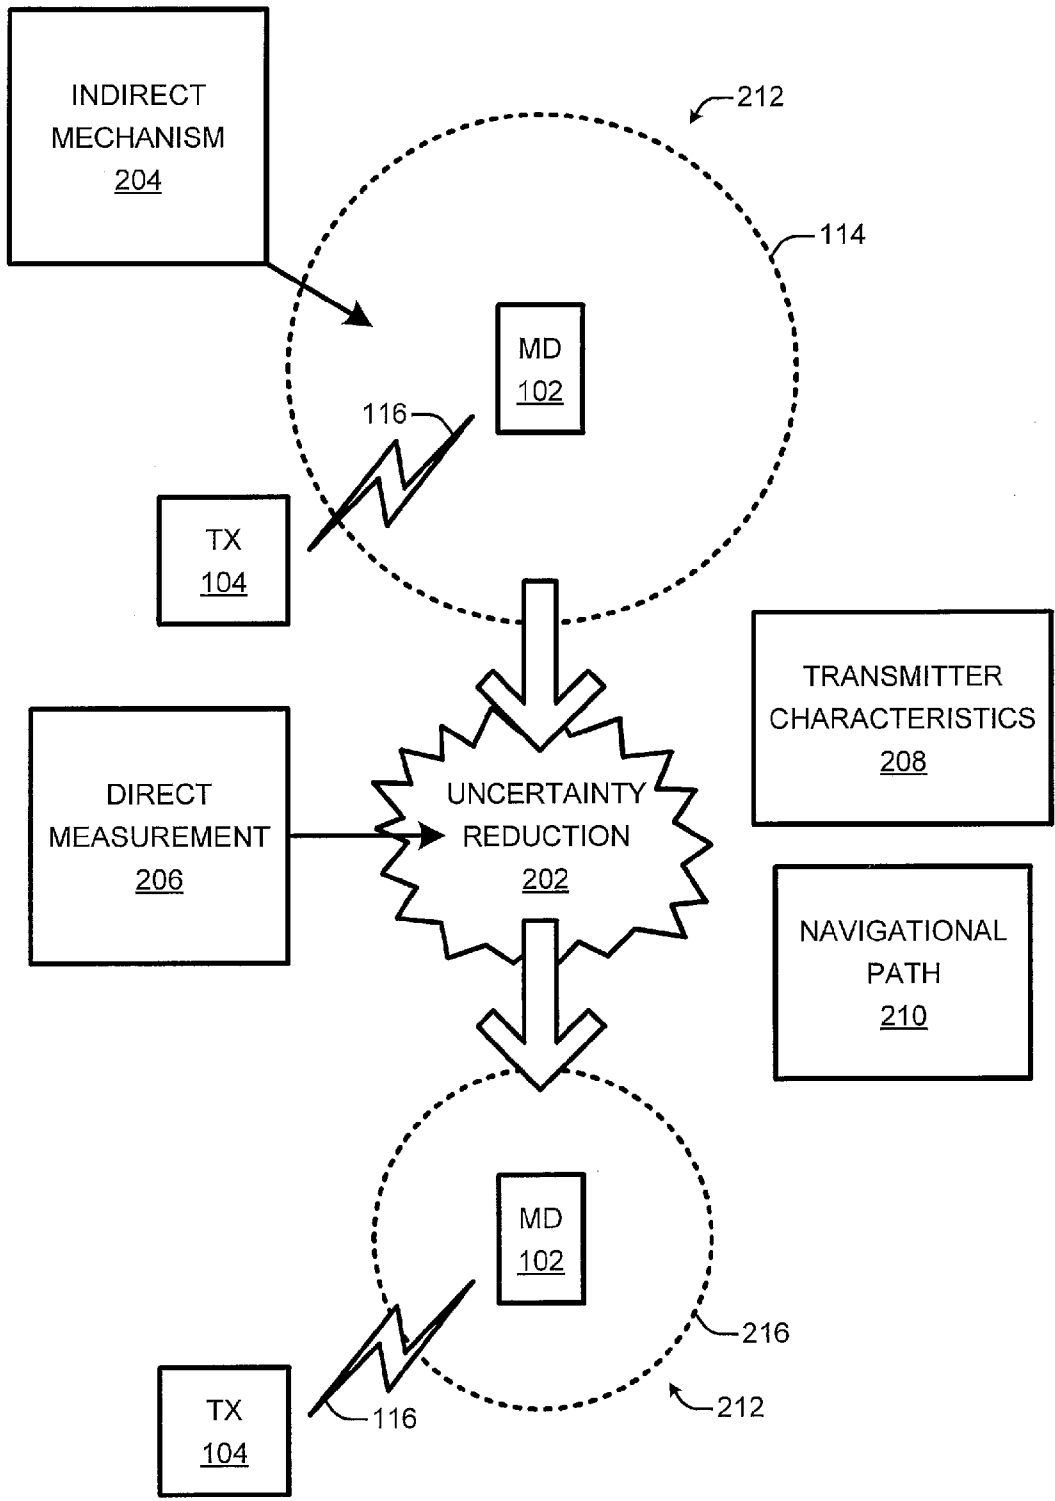 INDIRECT
MECHANISM
204
212
114
MD
102
116
TX
104
TRANSMITTER
CHARACTERISTICS
208
DIRECT
MEASUREMENT
206
UNCERTAINTY
REDUCTION
202
NAVIGATIONAL
PATH
210
MD
102
216
212
116
TX
104